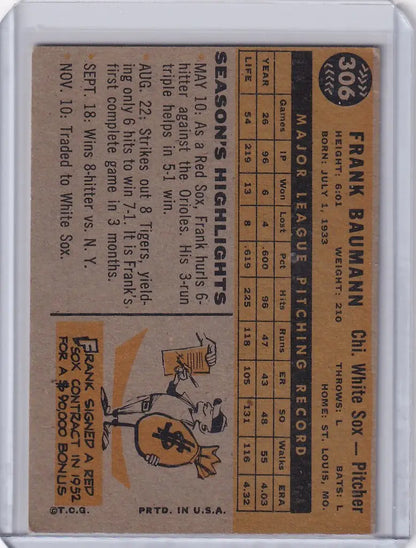 306
FRANK BAUMANN Chi. White Sox — Pitcher
HEIGHT: 6:01 WEIGHT: 210 THROWS: L BATS: L
BORN: JULY 1, 1933 HOME: ST. LOUIS, MO.
MAJOR LEAGUE PITCHING RECORD
Games IP Won Lost Pct Hits Runs ER SO Walks ERA
YEAR 26 96 6 4 .600 96 47 43 48 55 4.03
LIFE 54 219 13 8 .619 225 118 105 131 116 4.32
SEASON'S HIGHLIGHTS
MAY 10: As a Red Sox, Frank hurls 6-
hitter against the Orioles. His 3-run
triple helps in 5-1 win.
AUG. 22: Strikes out 8 Tigers, yield-
ing only 6 hits to win 7-1. It is Frank's
first complete game in 3 months.
SEPT. 18: Wins 8-hitter vs. N. Y.
NOV. 10: Traded to White Sox.
$
FRANK SIGNED A RED
SOX CONTRACT IN 1952
FOR A $90,000 BONUS
©T.C.G. PRTD. IN U.S.A.